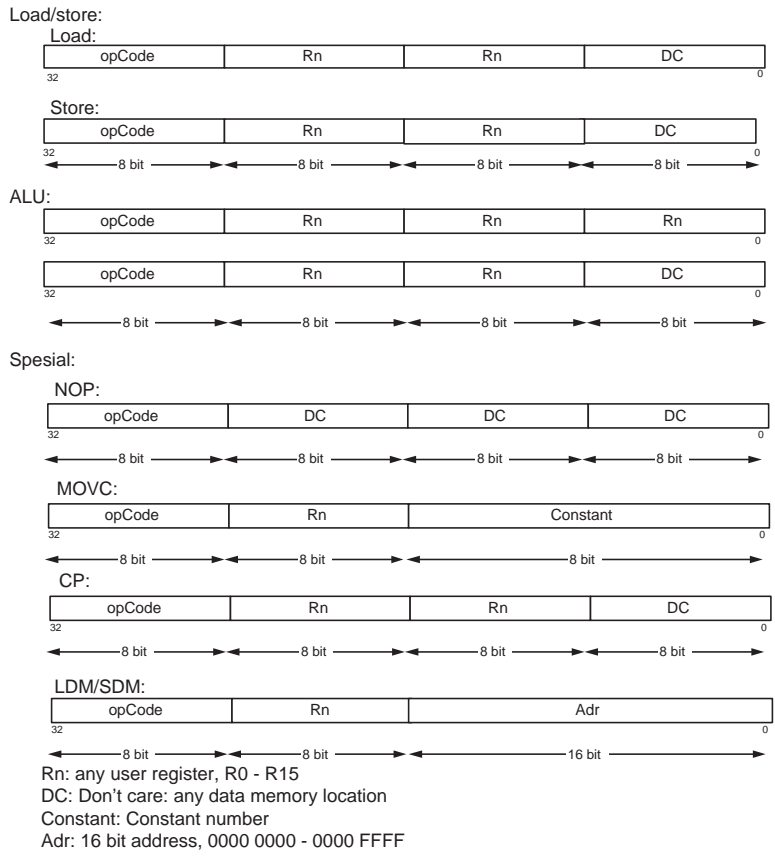 Load/store:
Load:
opCode Rn Rn DC
32 0
Store:
opCode Rn Rn DC
32 0
8 bit 8 bit 8 bit 8 bit
ALU:
opCode Rn Rn Rn
32 0
opCode Rn Rn DC
32 0
8 bit 8 bit 8 bit 8 bit
Spesial:
NOP:
opCode DC DC DC
32 0
8 bit 8 bit 8 bit 8 bit
MOVC:
opCode Rn Constant
32 0
8 bit 8 bit 8 bit
CP:
opCode Rn Rn DC
32 0
8 bit 8 bit 8 bit 8 bit
LDM/SDM:
opCode Rn Adr
32 0
8 bit 8 bit 16 bit
Rn: any user register, R0 - R15
DC: Don't care: any data memory location
Constant: Constant number
Adr: 16 bit address, 0000 0000 - 0000 FFFF